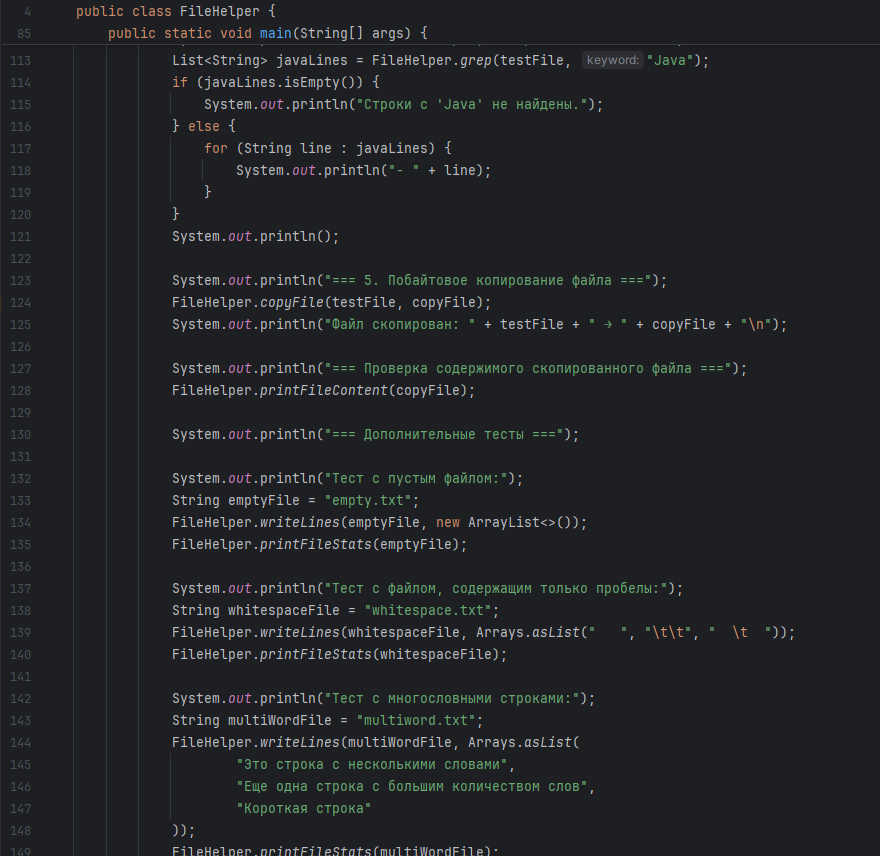 4 public class FileHelper {
85 public static void main(String[] args) {
113 List<String> javaLines = FileHelper.grep(testFile, keyword: "Java");
114 if (javaLines.isEmpty()) {
115 System.out.println("Строки с 'Java' не найдены.");
116 } else {
117 for (String line : javaLines) {
118 System.out.println("- " + line);
119 }
120 }
121 System.out.println();
122
123 System.out.println("=== 5. Побайтовое копирование файла ===");
124 FileHelper.copyFile(testFile, copyFile);
125 System.out.println("Файл скопирован: " + testFile + " → " + copyFile + "\n");
126
127 System.out.println("=== Проверка содержимого скопированного файла ===");
128 FileHelper.printFileContent(copyFile);
129
130 System.out.println("=== Дополнительные тесты ===");
131
132 System.out.println("Тест с пустым файлом:");
133 String emptyFile = "empty.txt";
134 FileHelper.writeLines(emptyFile, new ArrayList<>());
135 FileHelper.printFileStats(emptyFile);
136
137 System.out.println("Тест с файлом, содержащим только пробелы:");
138 String whitespaceFile = "whitespace.txt";
139 FileHelper.writeLines(whitespaceFile, Arrays.asList("   ", "\t\t", "  \t  "));
140 FileHelper.printFileStats(whitespaceFile);
141
142 System.out.println("Тест с многословными строками:");
143 String multiWordFile = "multiword.txt";
144 FileHelper.writeLines(multiWordFile, Arrays.asList(
145 "Это строка с несколькими словами",
146 "Еще одна строка с большим количеством слов",
147 "Короткая строка"
148 ));
149 FileHelper.printFileStats(multiWordFile);